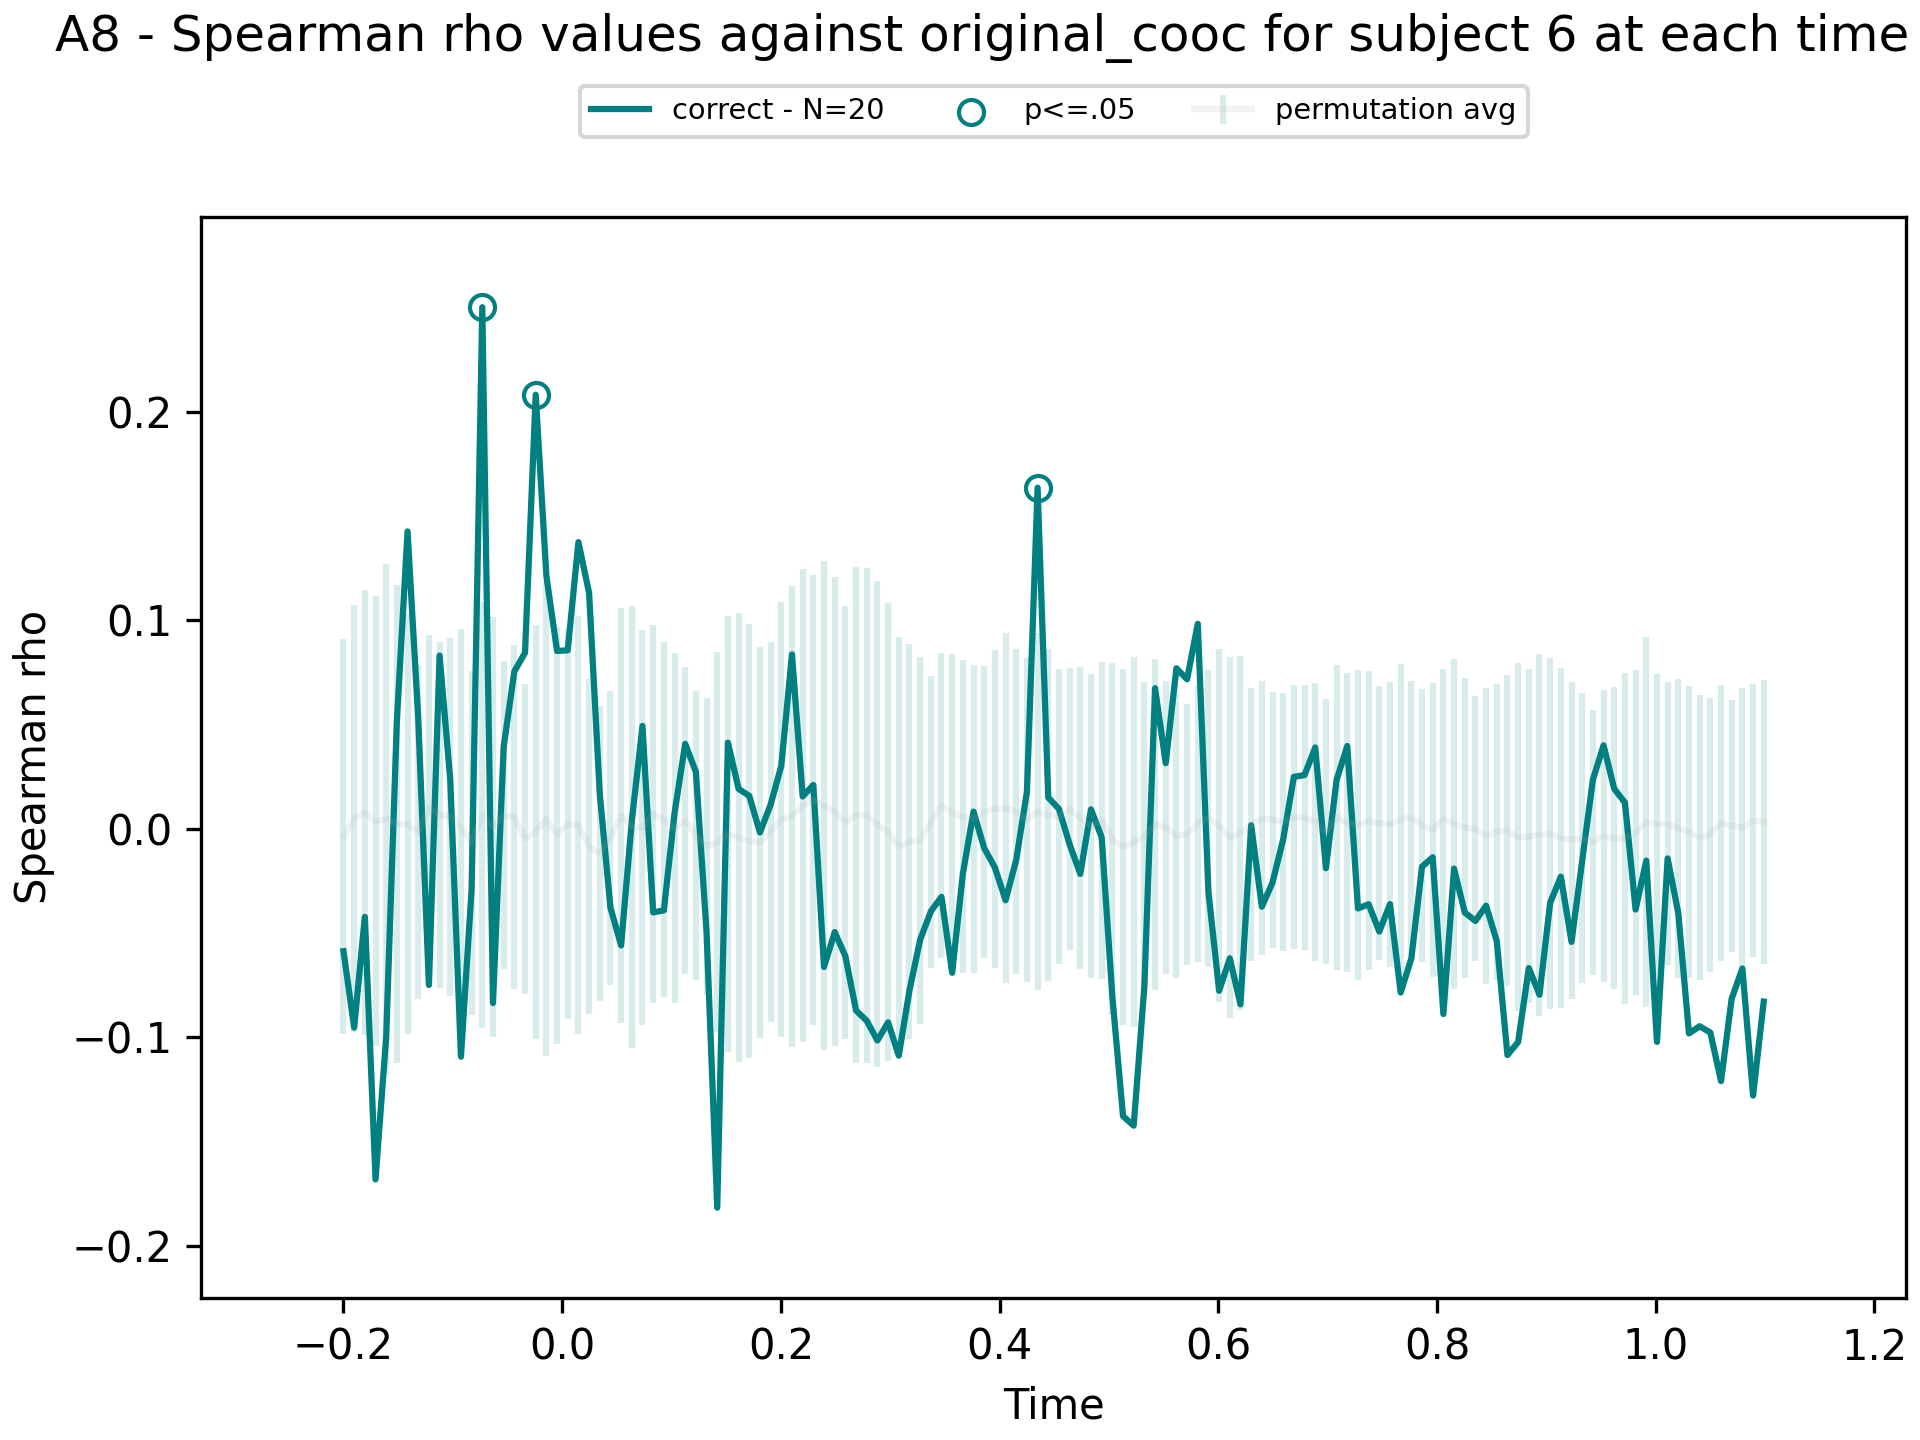 A8 - Spearman rho values against original_cooc for subject 6 at each time
correct - N=20 p<=.05 permutation avg
Spearman rho
0.2
0.1
0.0
−0.1
−0.2
−0.2 0.0 0.2 0.4 0.6 0.8 1.0 1.2
Time